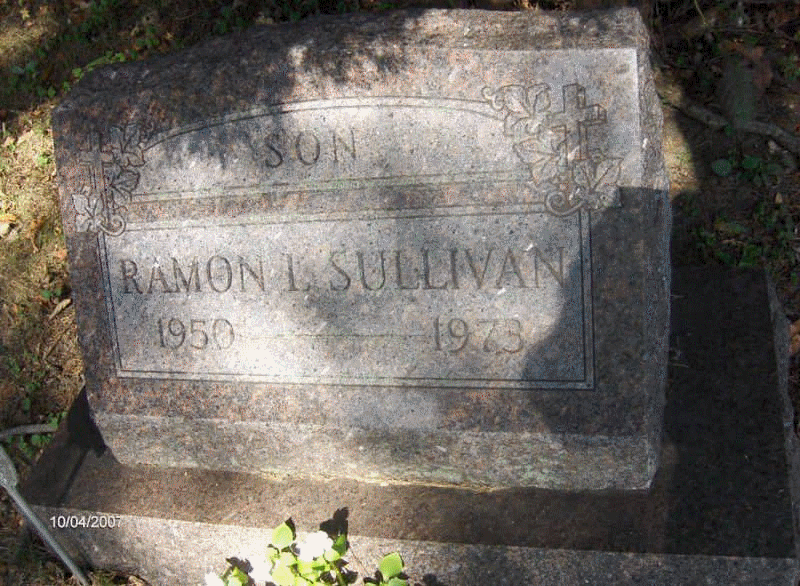 SON
RAMON L SULLIVAN
1950 1973
10/04/2007